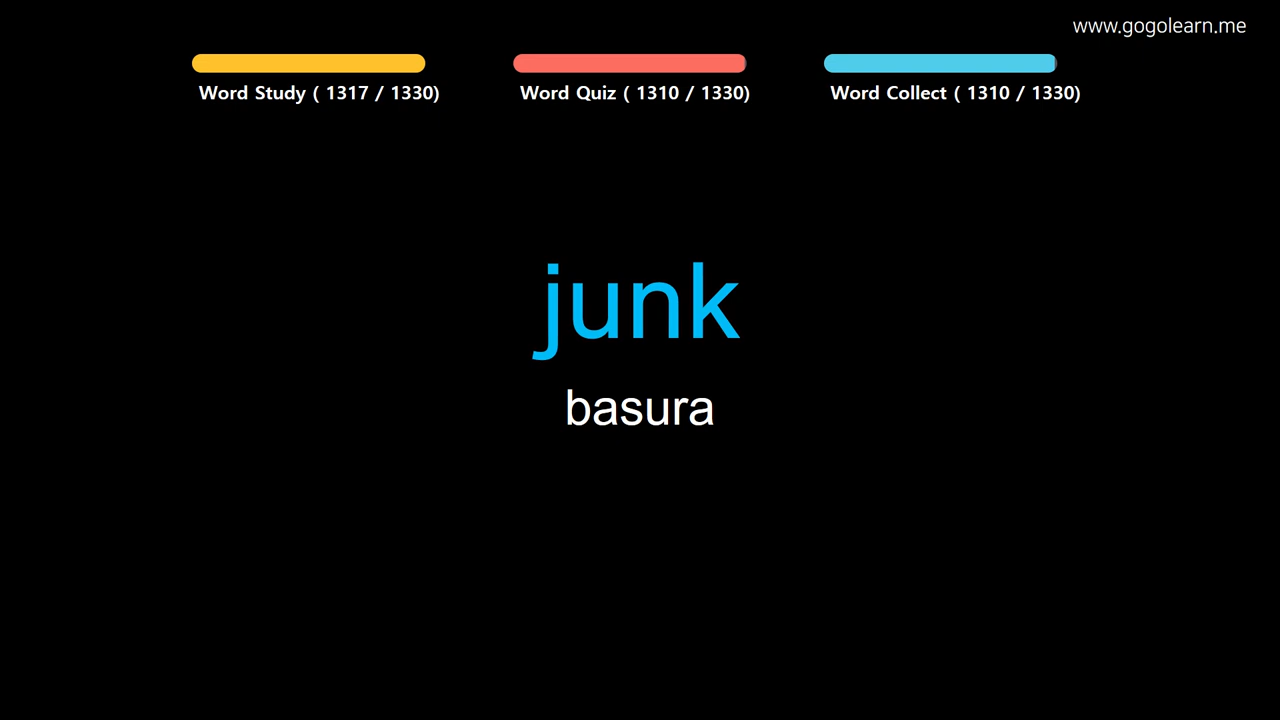 www.gogolearn.me
Word Study ( 1317 / 1330)
Word Quiz ( 1310 / 1330)
Word Collect ( 1310 / 1330)
junk
basura